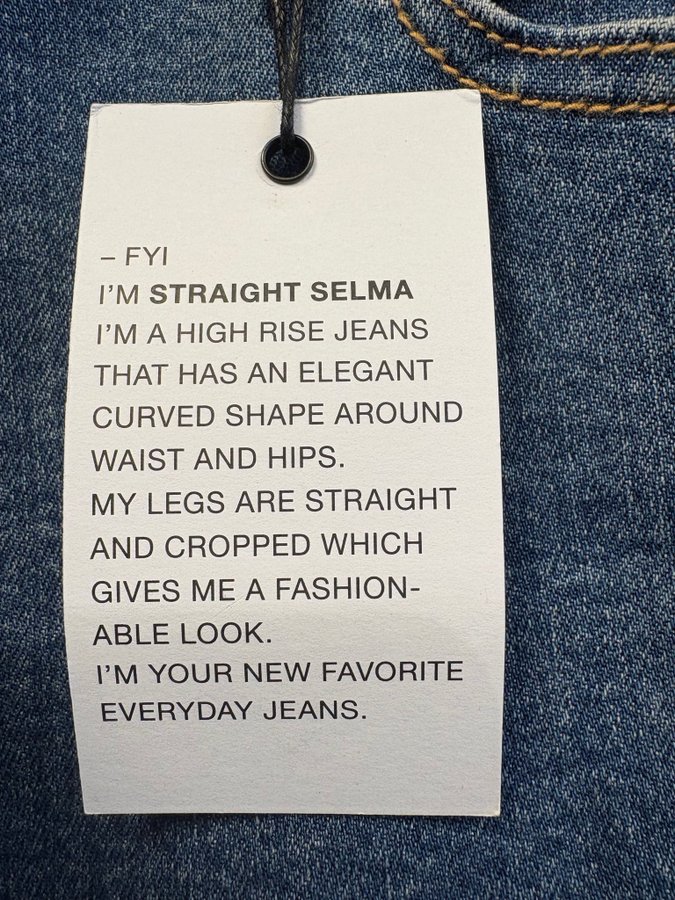 – FYI
I'M STRAIGHT SELMA
I'M A HIGH RISE JEANS
THAT HAS AN ELEGANT
CURVED SHAPE AROUND
WAIST AND HIPS.
MY LEGS ARE STRAIGHT
AND CROPPED WHICH
GIVES ME A FASHION-
ABLE LOOK.
I'M YOUR NEW FAVORITE
EVERYDAY JEANS.